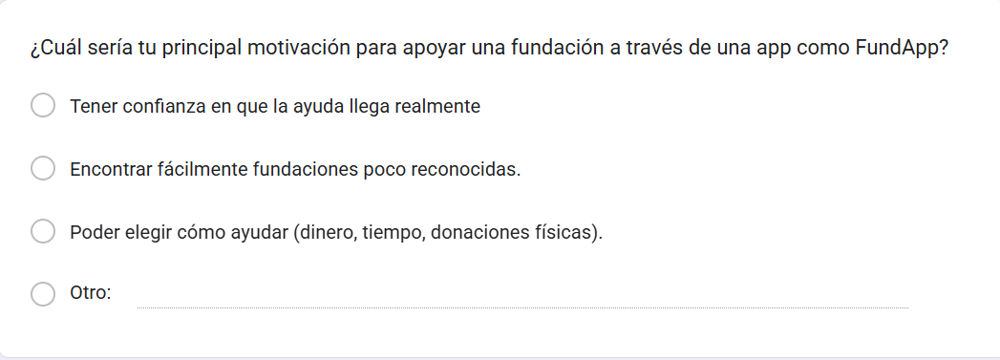 ¿Cuál sería tu principal motivación para apoyar una fundación a través de una app como FundApp?
Tener confianza en que la ayuda llega realmente
Encontrar fácilmente fundaciones poco reconocidas.
Poder elegir cómo ayudar (dinero, tiempo, donaciones físicas).
Otro: